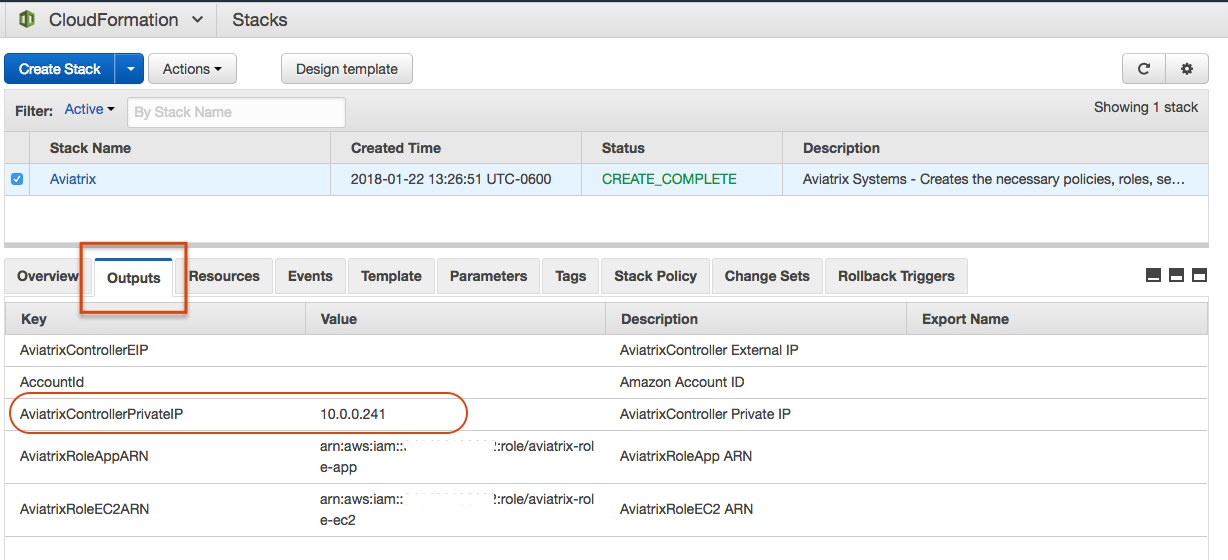 CloudFormation Stacks
Create Stack Actions Design template
Filter: Active By Stack Name Showing 1 stack
Stack Name Created Time Status Description
Aviatrix 2018-01-22 13:26:51 UTC-0600 CREATE_COMPLETE Aviatrix Systems - Creates the necessary policies, roles, se…
Overview Outputs Resources Events Template Parameters Tags Stack Policy Change Sets Rollback Triggers
Key Value Description Export Name
AviatrixControllerEIP AviatrixController External IP
AccountId Amazon Account ID
AviatrixControllerPrivateIP 10.0.0.241 AviatrixController Private IP
AviatrixRoleAppARN arn:aws:iam:: :role/aviatrix-rol
e-app AviatrixRoleApp ARN
AviatrixRoleEC2ARN arn:aws:iam:: :role/aviatrix-rol
e-ec2 AviatrixRoleEC2 ARN